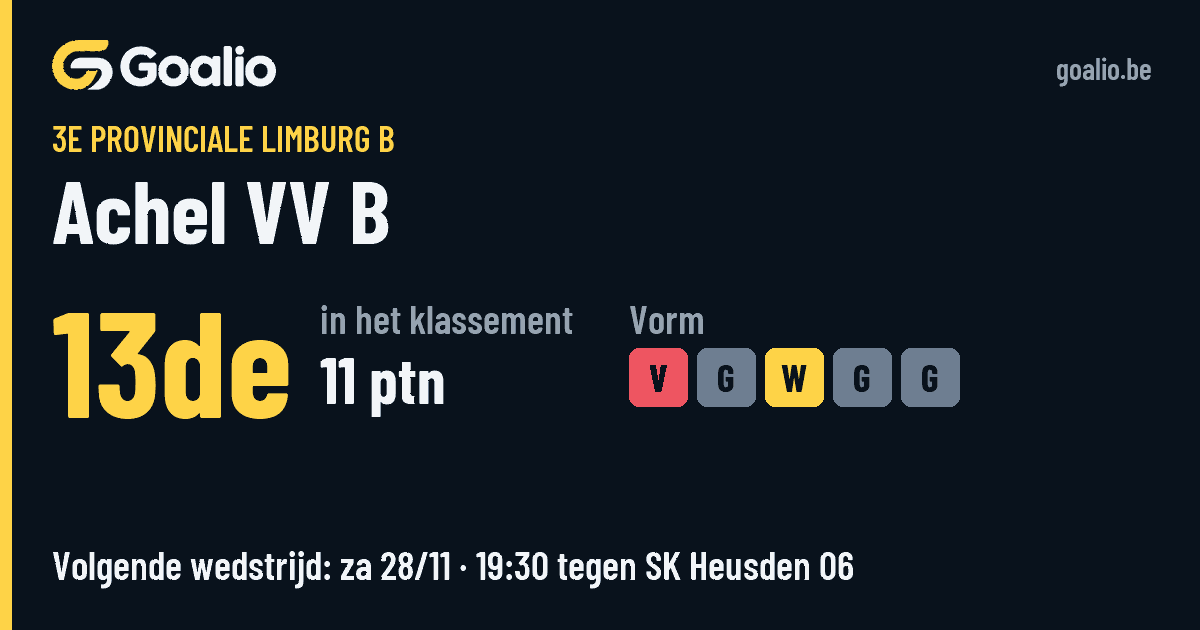 Goalio
goalio.be
3E PROVINCIALE LIMBURG B
Achel VV B
13de
in het klassement
11 ptn
Vorm
V G W G G
Volgende wedstrijd: za 28/11 · 19:30 tegen SK Heusden 06